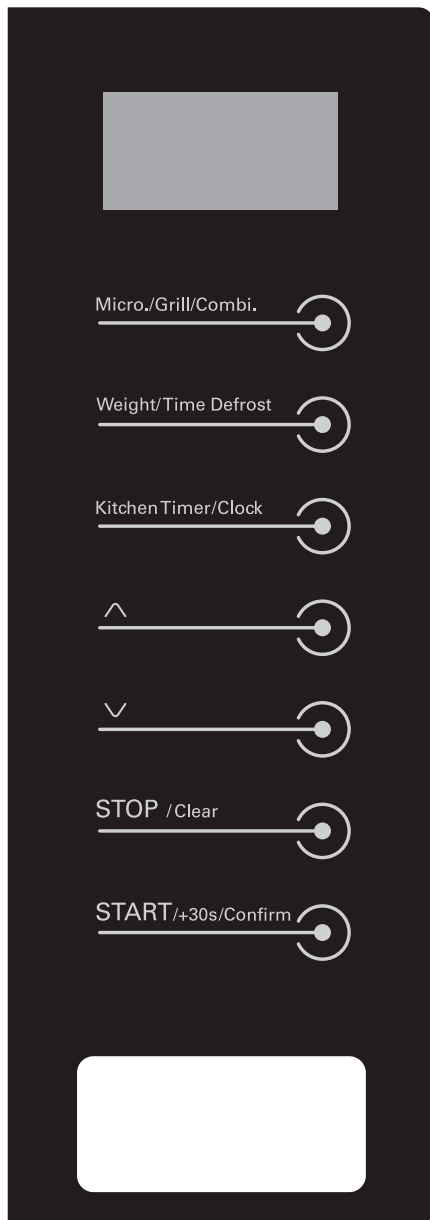 Micro./Grill/Combi.
Weight/Time Defrost
Kitchen Timer/Clock
STOP /Clear
START/+30s/Confirm